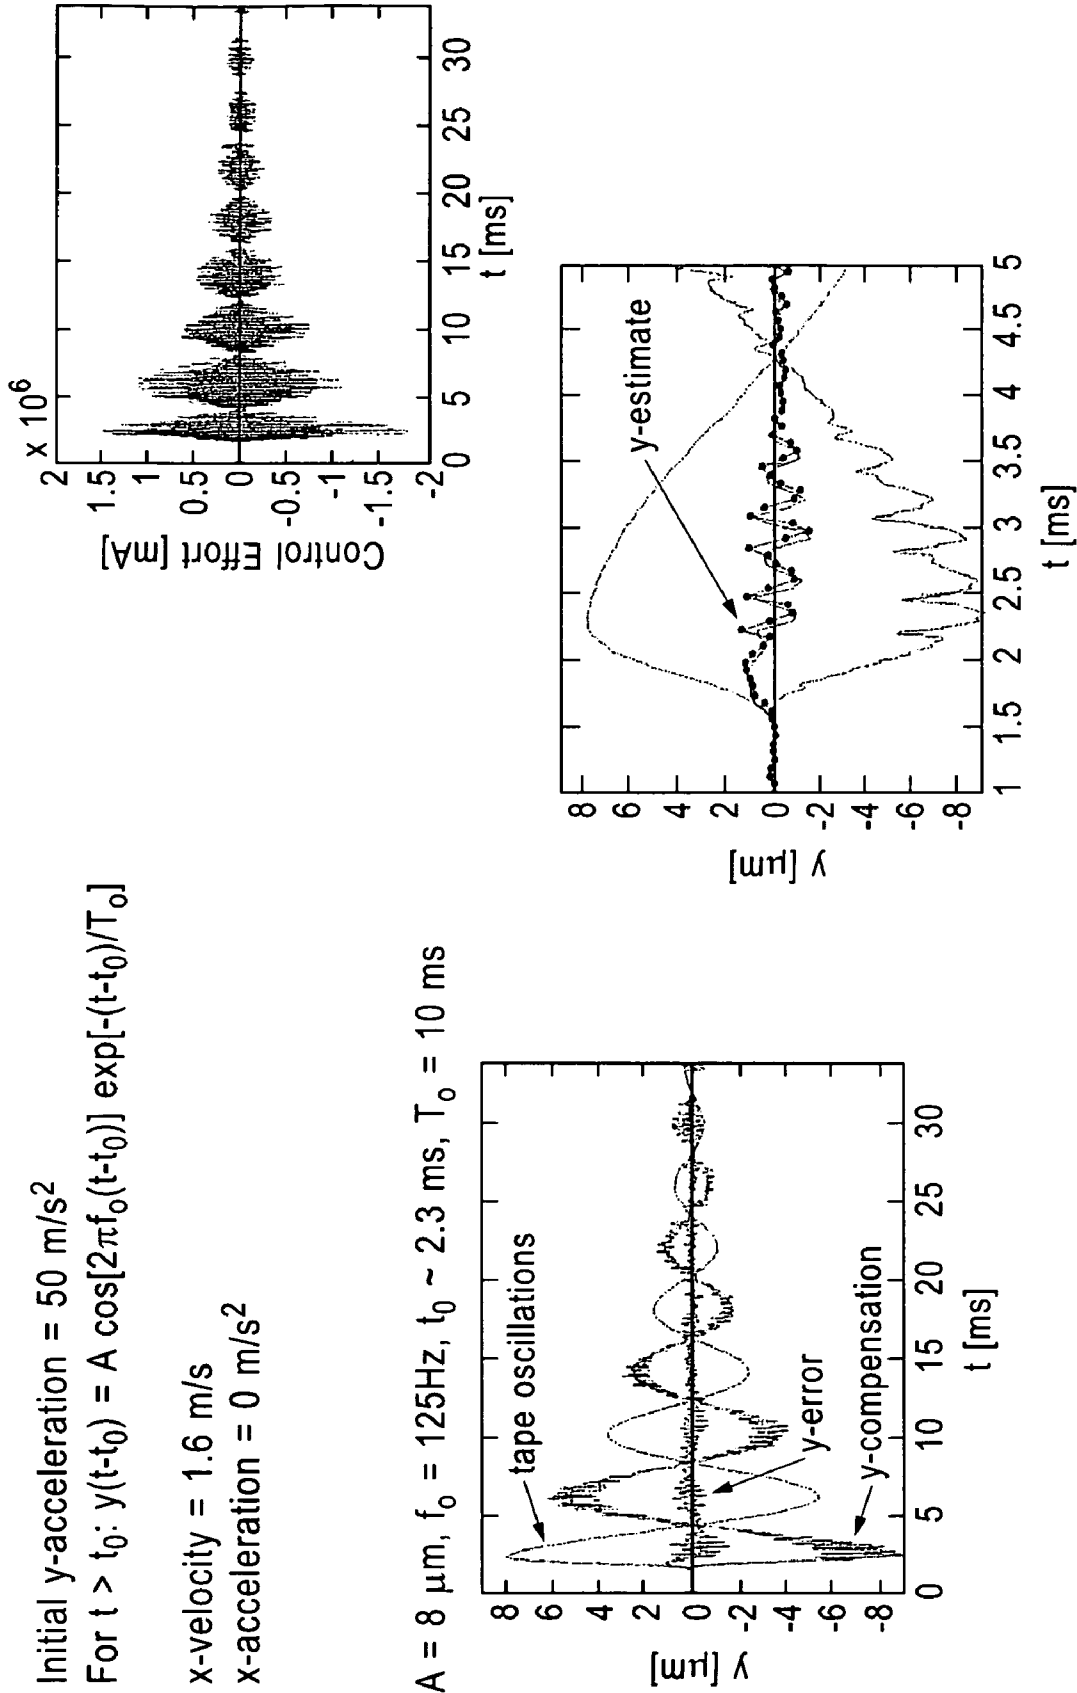 Initial y-acceleration = 50 m/s²
For t > t₀: y(t-t₀) = A cos[2πf₀(t-t₀)] exp[-(t-t₀)/T₀]
x-velocity = 1.6 m/s
x-acceleration = 0 m/s²
A = 8 μm, f₀ = 125Hz, t₀ ~ 2.3 ms, T₀ = 10 ms
x 10⁶
2
1.5
1
0.5
0
-0.5
-1
-1.5
-2
Control Effort [mA]
0 5 10 15 20 25 30
t [ms]
8
6
4
2
0
-2
-4
-6
-8
y [μm]
tape oscillations
y-error
y-compensation
0 5 10 15 20 25 30
t [ms]
8
6
4
2
0
-2
-4
-6
-8
y [μm]
y-estimate
1 1.5 2 2.5 3 3.5 4 4.5 5
t [ms]